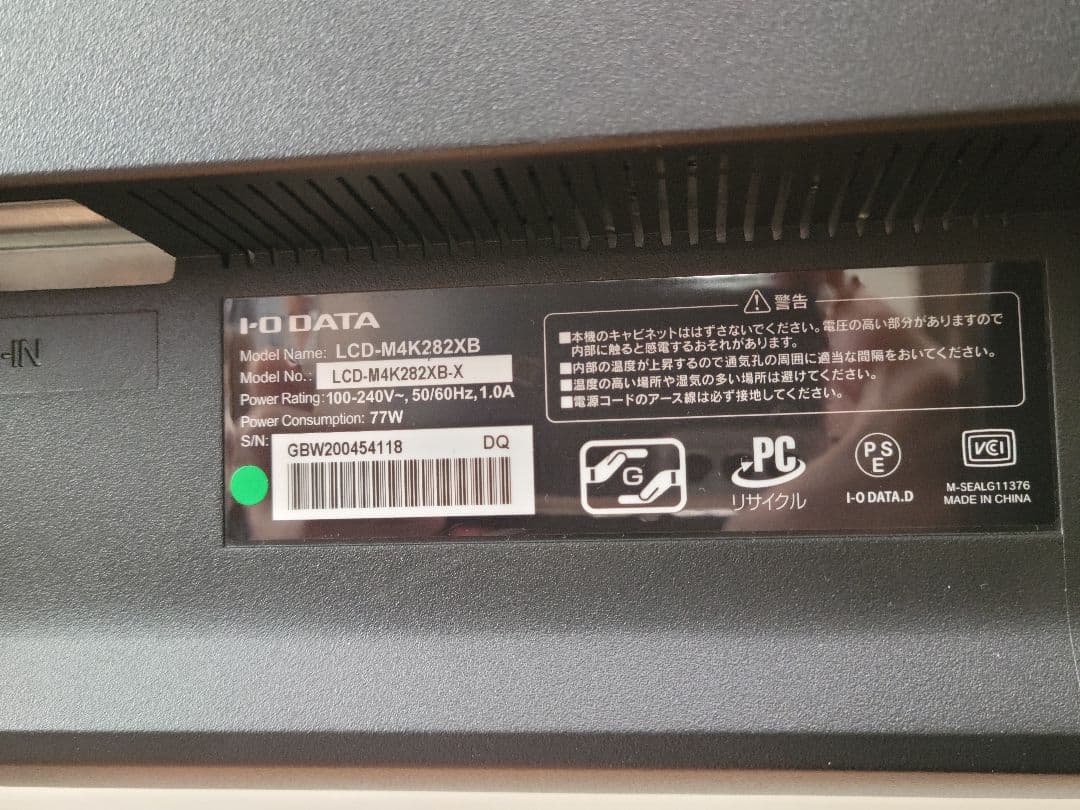 I-O DATA
Model Name: LCD-M4K282XB
Model No.: LCD-M4K282XB-X
Power Rating:100-240V~, 50/60Hz, 1.0A
Power Consumption: 77W
S/N:
GBW200454118 DQ
⚠警告
■本機のキャビネットははずさないでください。電圧の高い部分がありますので
内部に触ると感電するおそれがあります。
■内部の温度が上昇するので通気孔の周囲に適当な間隔をおいてください。
■温度の高い場所や湿気の多い場所は避けてください。
■電源コードのアース線は必ず接地してください。
G
PC
リサイクル
PS
E
I-O DATA.D
VCI
M-SEALG11376
MADE IN CHINA